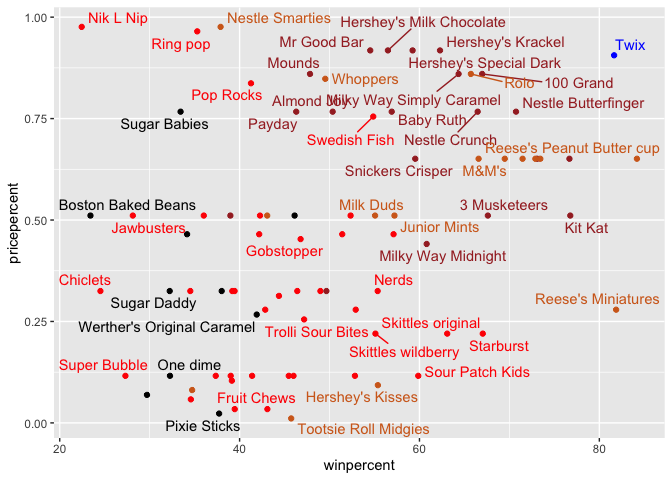 1.00
Nik L Nip
Nestle Smarties
Hershey's Milk Chocolate
Ring pop
Mr Good Bar
Hershey's Krackel
Twix
Mounds
Hershey's Special Dark
Whoppers
Rolo
100 Grand
Pop Rocks
Almond Joy
Milky Way Simply Caramel
Nestle Butterfinger
0.75
Sugar Babies
Payday
Baby Ruth
Swedish Fish
Nestle Crunch
Reese's Peanut Butter cup
Snickers Crisper
M&M's
pricepercent
0.50
Boston Baked Beans
Milk Duds
3 Musketeers
Jawbusters
Junior Mints
Kit Kat
Gobstopper
Milky Way Midnight
Chiclets
Nerds
Sugar Daddy
Reese's Miniatures
0.25
Werther's Original Caramel
Trolli Sour Bites
Skittles original
Skittles wildberry
Starburst
Super Bubble
One dime
Sour Patch Kids
Fruit Chews
Hershey's Kisses
0.00
Pixie Sticks
Tootsie Roll Midgies
20
40
60
80
winpercent